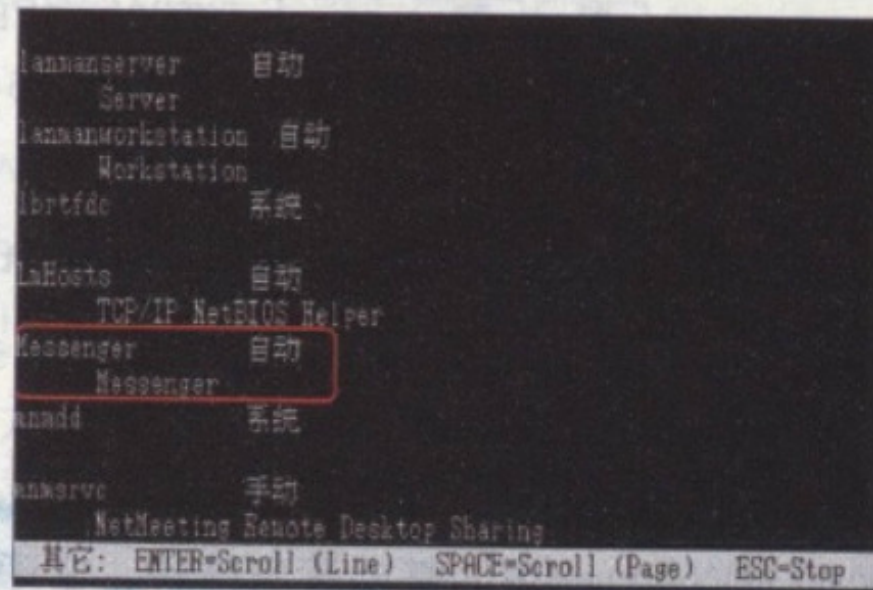 lanmanserver 自动
Server
lanmanworkstation 自动
Workstation
lbrtfdc 系统
LmHosts 自动
TCP/IP NetBIOS Helper
Messenger 自动
Messenger
mnmdd 系统
mnmsrvc 手动
NetMeeting Remote Desktop Sharing
其它: ENTER=Scroll (Line) SPACE=Scroll (Page) ESC=Stop